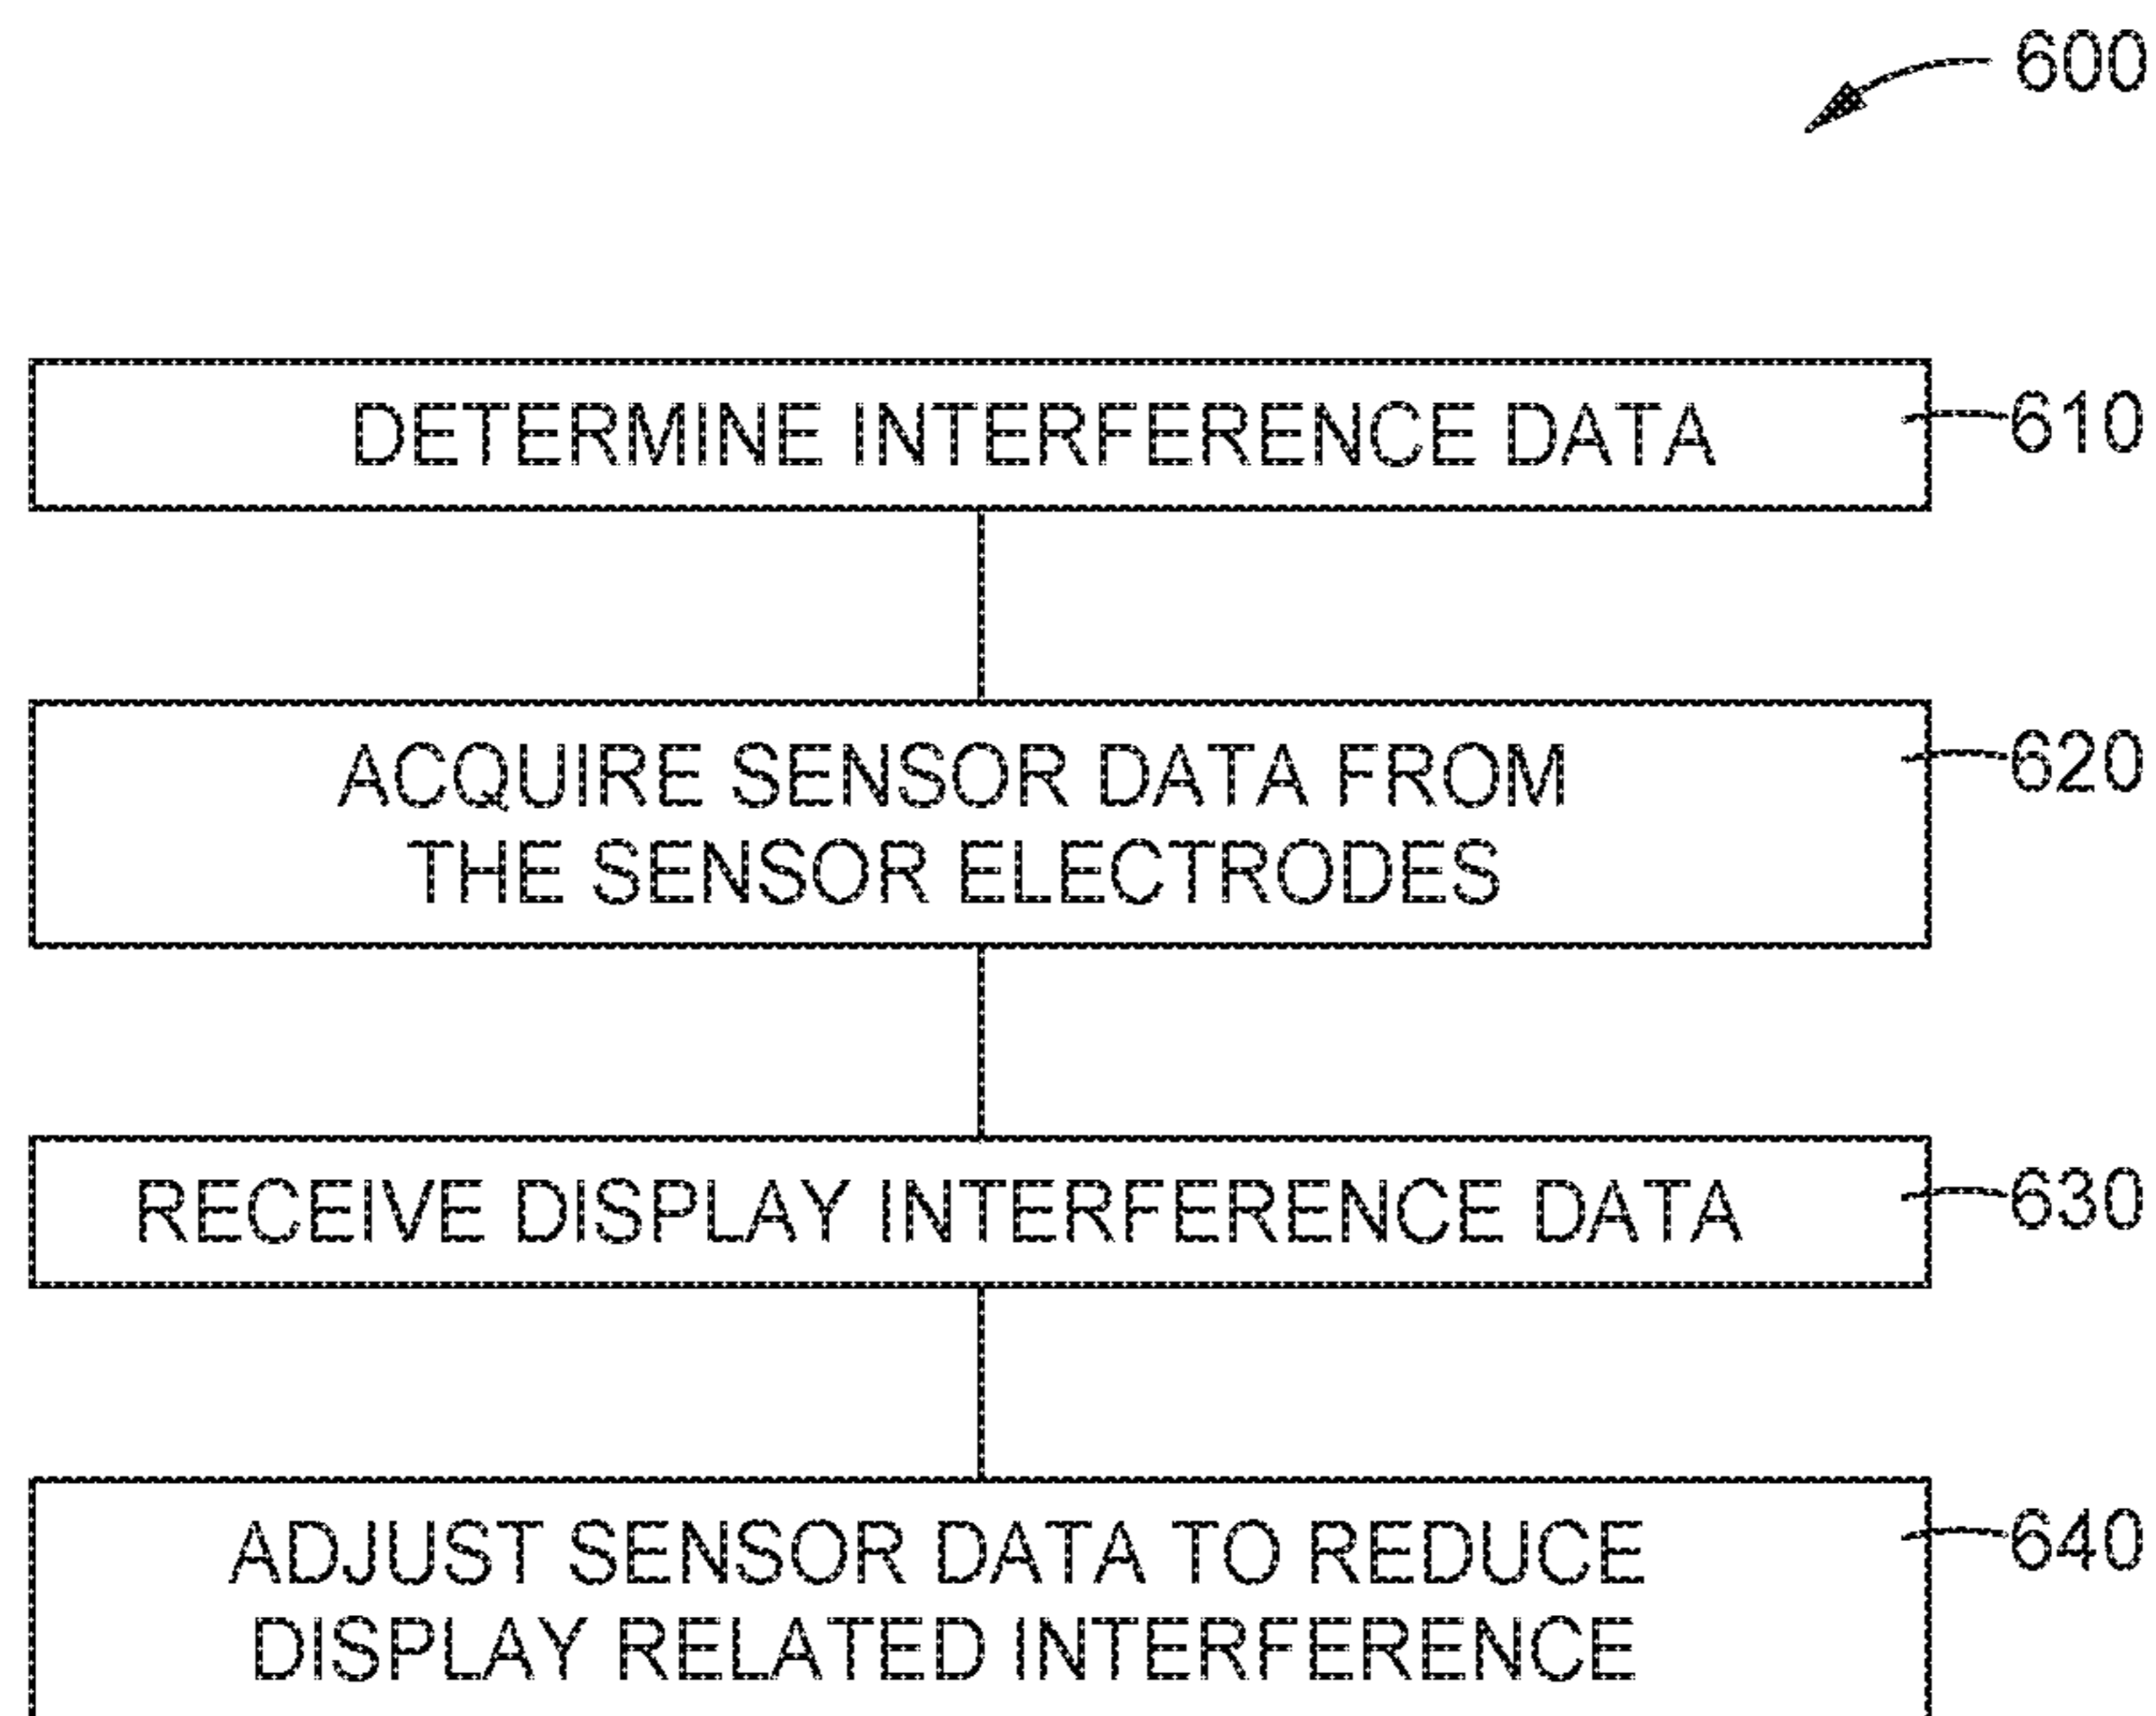 600
DETERMINE INTERFERENCE DATA
610
ACQUIRE SENSOR DATA FROM
THE SENSOR ELECTRODES
620
RECEIVE DISPLAY INTERFERENCE DATA
630
ADJUST SENSOR DATA TO REDUCE
DISPLAY RELATED INTERFERENCE
640